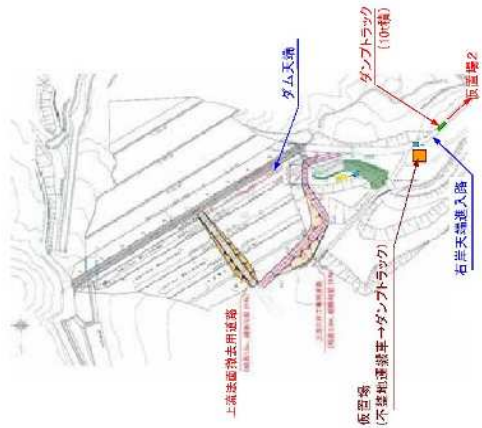 ダム天端
ダンプトラック
(10t積)
仮置場2
右岸天端進入路
仮置場
(不整地運搬車→ダンプトラック)
上流法面撤去用道路